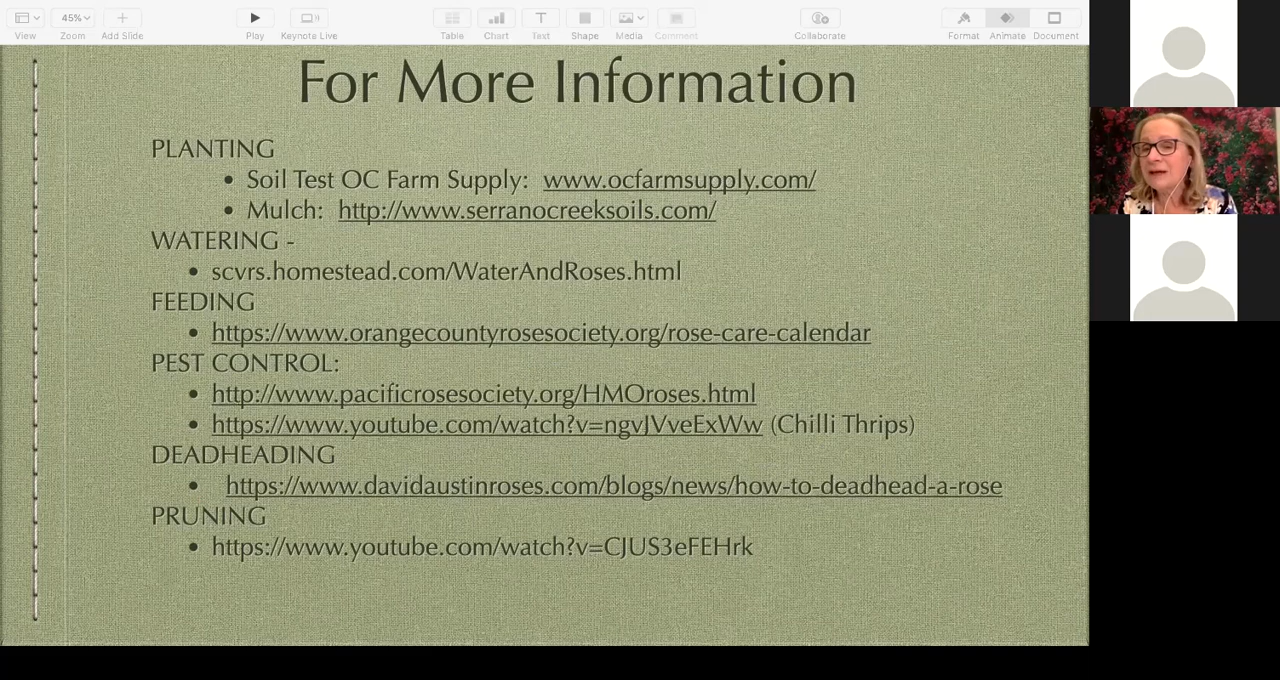 45%
View
Zoom
Add Slide
Play
Keynote Live
Table
Chart
Text
Shape
Media
Comment
Collaborate
Format
Animate
Document
For More Information
PLANTING
• Soil Test OC Farm Supply: www.ocfarmsupply.com/
• Mulch: http://www.serranocreeksoils.com/
WATERING -
• scvrs.homestead.com/WaterAndRoses.html
FEEDING
• https://www.orangecountyrosesociety.org/rose-care-calendar
PEST CONTROL:
• http://www.pacificrosesociety.org/HMOroses.html
• https://www.youtube.com/watch?v=ngvJVveExWw (Chilli Thrips)
DEADHEADING
• https://www.davidaustinroses.com/blogs/news/how-to-deadhead-a-rose
PRUNING
• https://www.youtube.com/watch?v=CJUS3eFEHrk